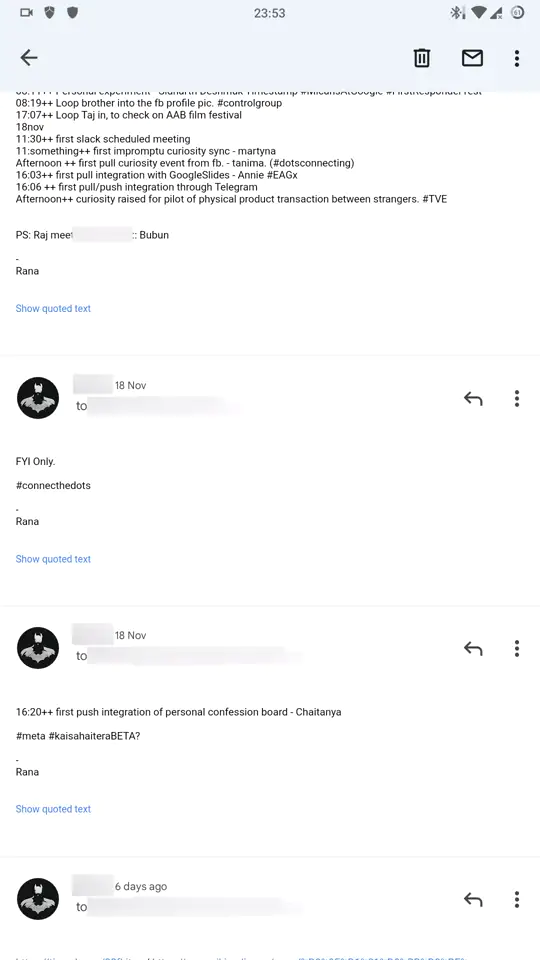 23:53
61
08:19++ Loop brother into the fb profile pic. #controlgroup
17:07++ Loop Taj in, to check on AAB film festival
18nov
11:30++ first slack scheduled meeting
11:something++ first impromptu curiosity sync - martyna
Afternoon ++ first pull curiosity event from fb. - tanima. (#dotsconnecting)
16:03++ first pull integration with GoogleSlides - Annie #EAGx
16:06 ++ first pull/push integration through Telegram
Afternoon++ curiosity raised for pilot of physical product transaction between strangers. #TVE
PS: Raj meet :: Bubun
-
Rana
Show quoted text
18 Nov
to
FYI Only.
#connecthedots
-
Rana
Show quoted text
18 Nov
to
16:20++ first push integration of personal confession board - Chaitanya
#meta #kaisahaiteraBETA?
-
Rana
Show quoted text
6 days ago
to